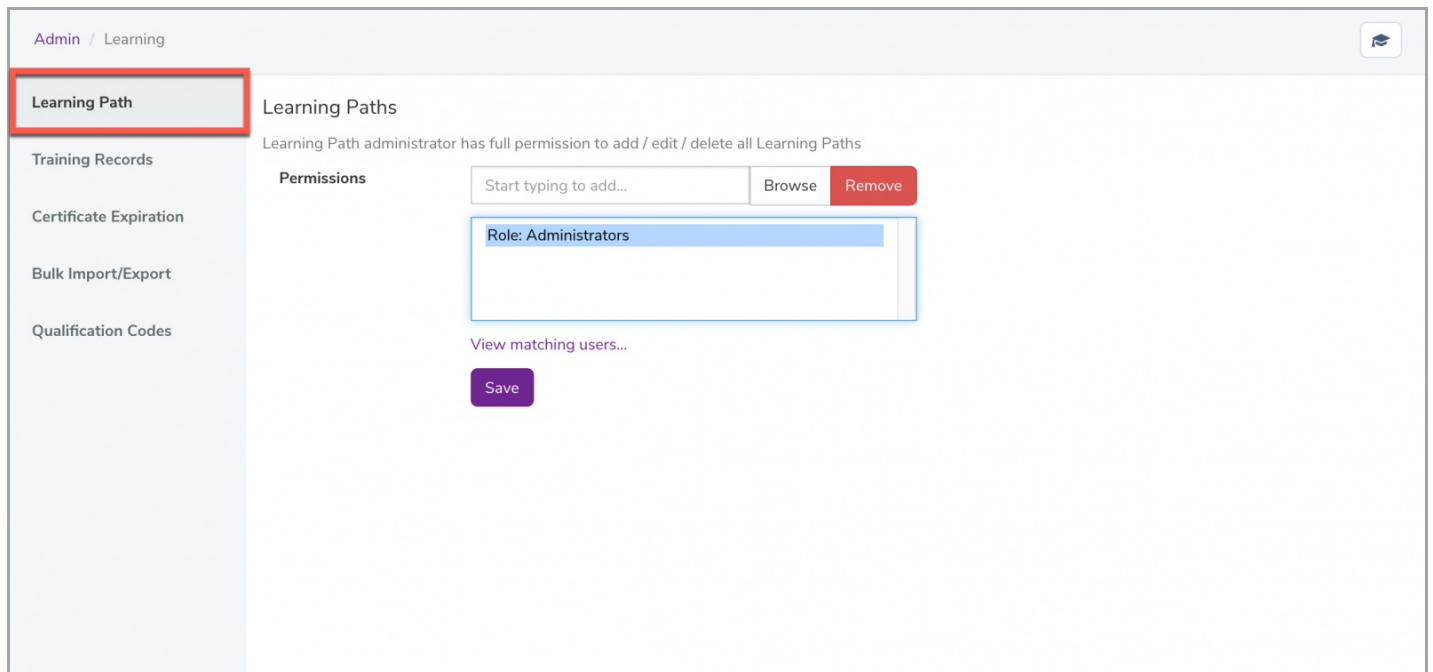 Admin / Learning
Learning Path
Training Records
Certificate Expiration
Bulk Import/Export
Qualification Codes
Learning Paths
Learning Path administrator has full permission to add / edit / delete all Learning Paths
Permissions
Start typing to add...
Browse
Remove
Role: Administrators
View matching users...
Save